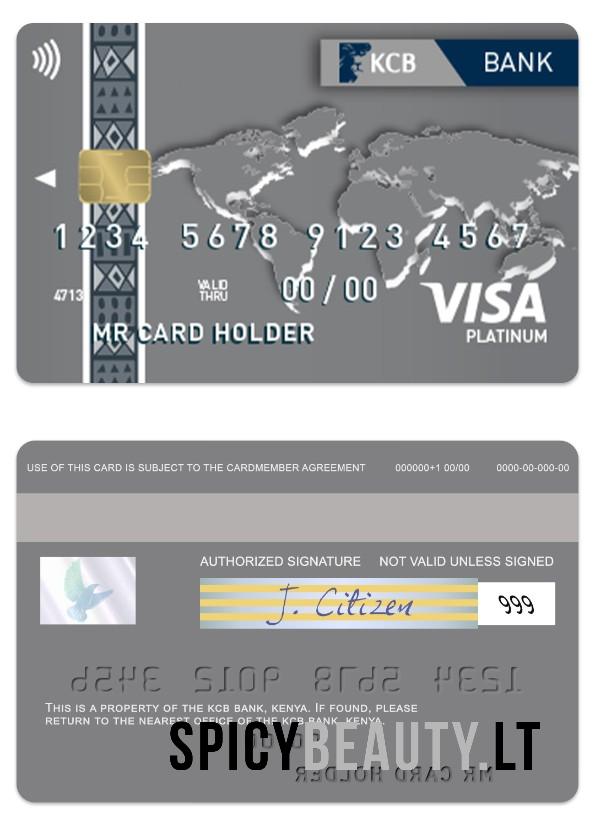 KCB BANK
1234 5678 9123 4567
4713 VALID THRU 00/00
VISA
MR CARD HOLDER
PLATINUM
USE OF THIS CARD IS SUBJECT TO THE CARDMEMBER AGREEMENT 000000+1 00/00 0000-00-000-00
AUTHORIZED SIGNATURE NOT VALID UNLESS SIGNED
J. Citizen 999
THIS IS A PROPERTY OF THE KCB BANK, KENYA. IF FOUND, PLEASE
RETURN TO THE NEAREST OFFICE OF THE KCB BANK, KENYA.
SPICYBEAUTY.LT
MR CARD HOLDER